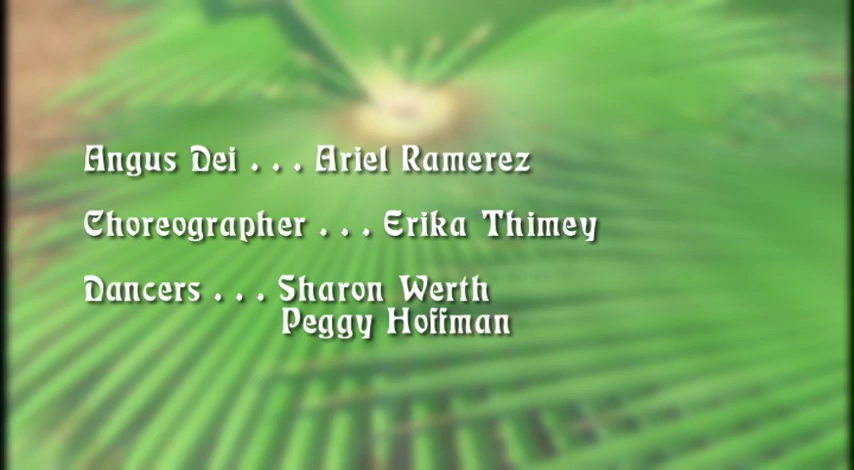 Angus Dei . . . Ariel Ramerez
Choreographer . . . Erika Thimey
Dancers . . . Sharon Werth
Peggy Hoffman